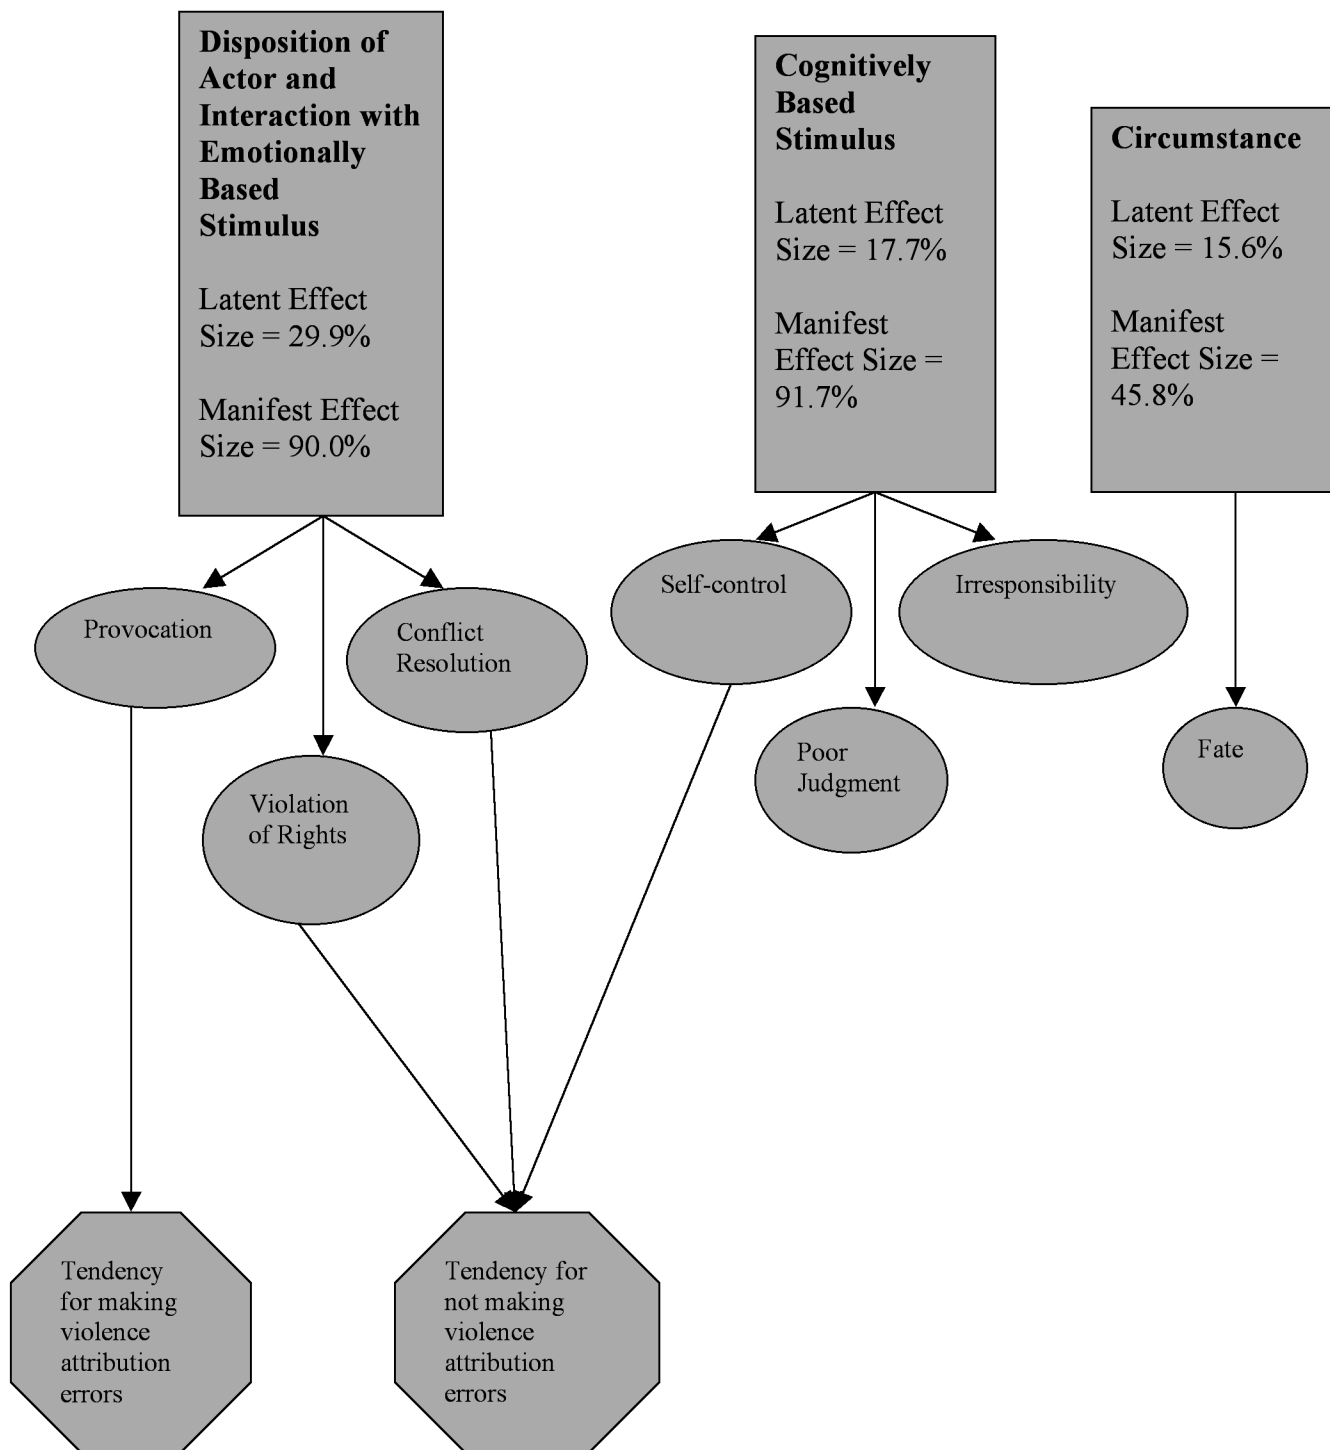 Disposition of
Actor and
Interaction with
Emotionally
Based
Stimulus
Latent Effect
Size = 29.9%
Manifest Effect
Size = 90.0%
Cognitively
Based
Stimulus
Latent Effect
Size = 17.7%
Manifest
Effect Size =
91.7%
Circumstance
Latent Effect
Size = 15.6%
Manifest
Effect Size =
45.8%
Provocation
Conflict
Resolution
Self-control
Irresponsibility
Violation
of Rights
Poor
Judgment
Fate
Tendency
for making
violence
attribution
errors
Tendency for
not making
violence
attribution
errors